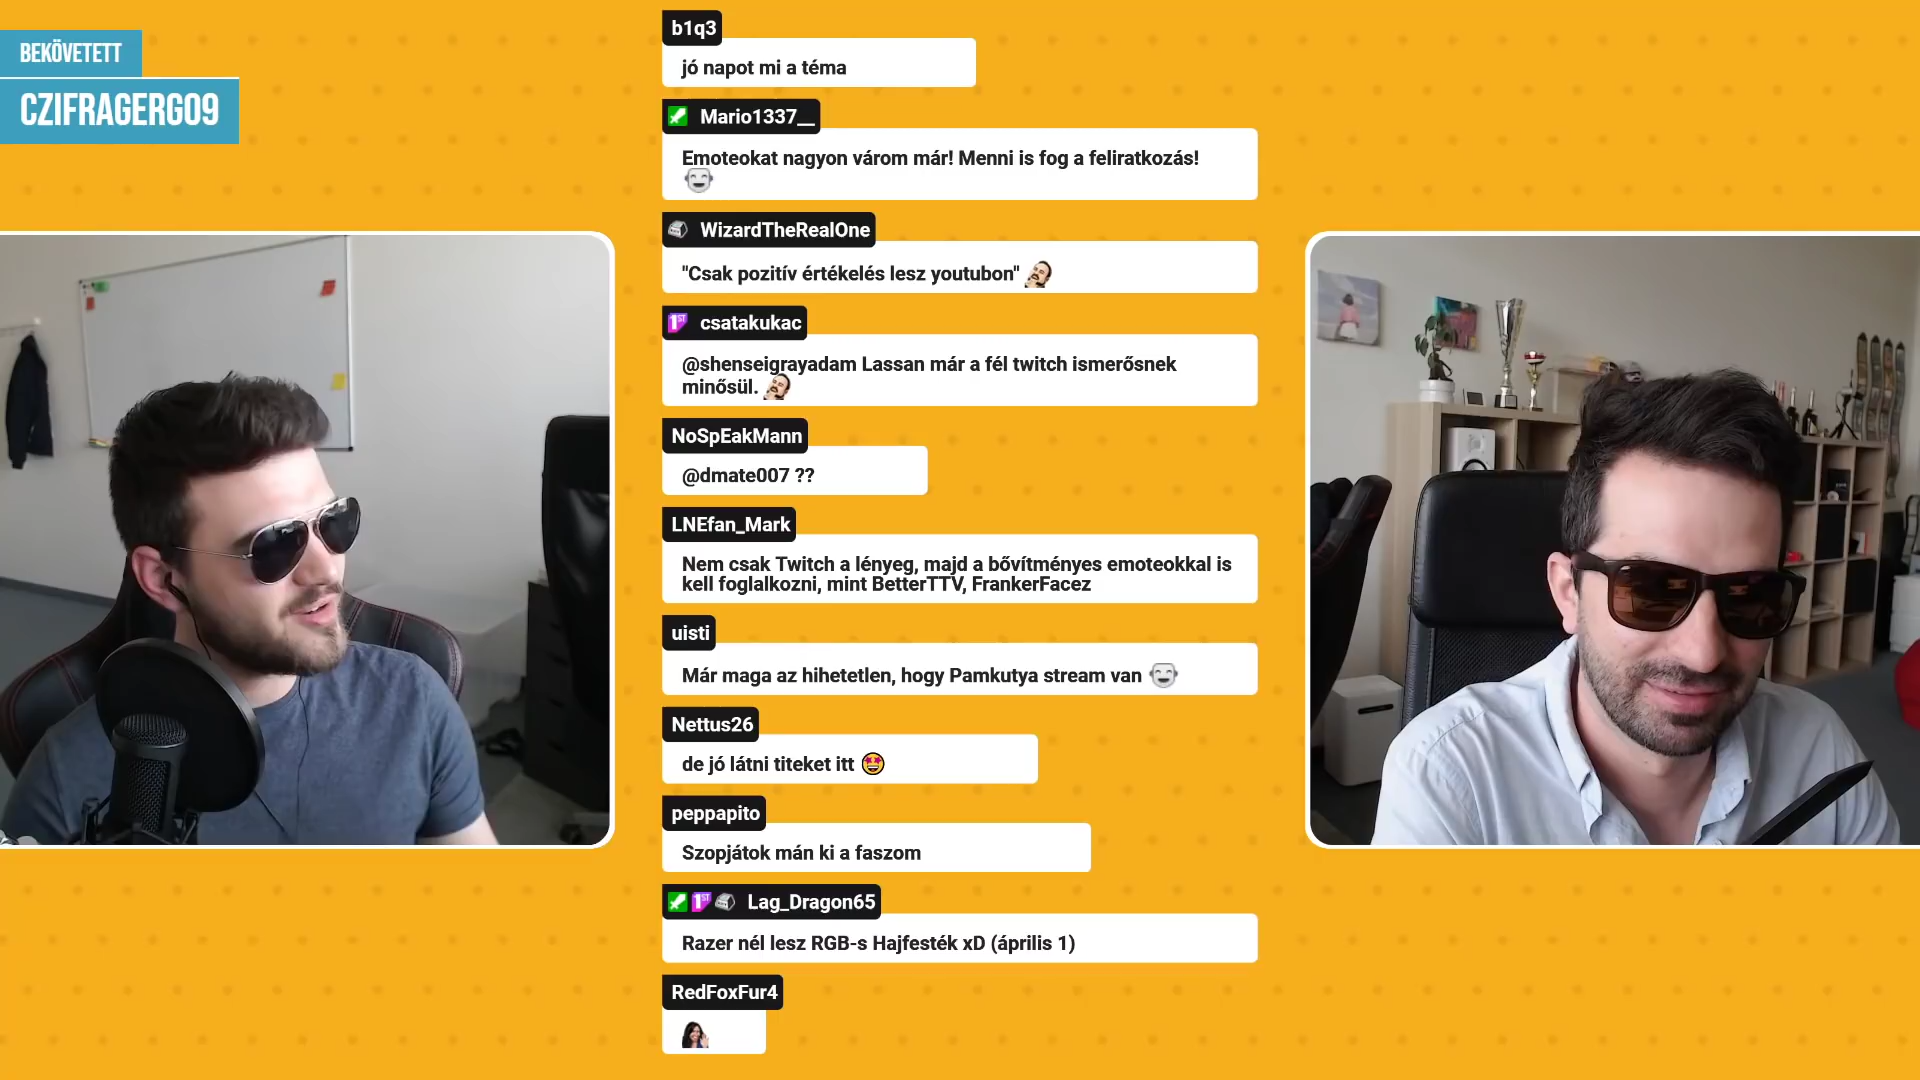 BEKÖVETETT
CZIFRAGERGO9
b1q3
jó napot mi a téma
Mario1337__
Emoteokat nagyon várom már! Menni is fog a feliratkozás!
WizardTheRealOne
"Csak pozitív értékelés lesz youtubon"
1ST csatakukac
@shenseigrayadam Lassan már a fél twitch ismerősnek
minősül.
NoSpEakMann
@dmate007 ??
LNEfan_Mark
Nem csak Twitch a lényeg, majd a bővítményes emoteokkal is
kell foglalkozni, mint BetterTTV, FrankerFacez
uisti
Már maga az hihetetlen, hogy Pamkutya stream van
Nettus26
de jó látni titeket itt
peppapito
Szopjátok mán ki a faszom
1ST Lag_Dragon65
Razer nél lesz RGB-s Hajfesték xD (április 1)
RedFoxFur4